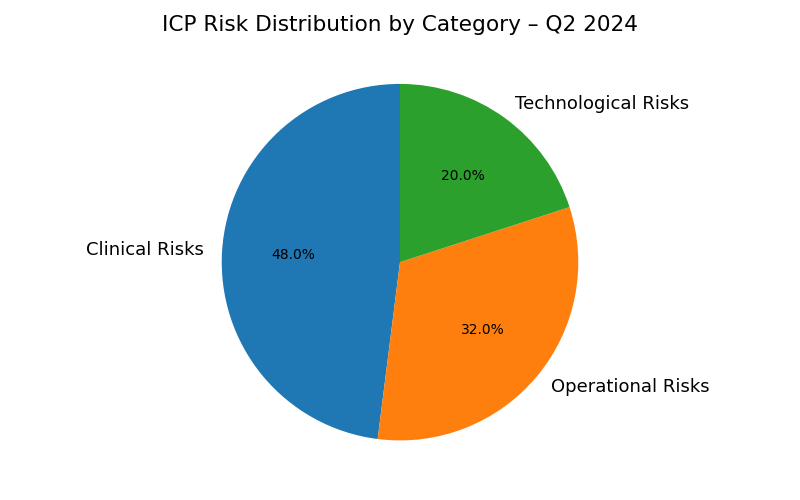 ICP Risk Distribution by Category – Q2 2024
Technological Risks
20.0%
Clinical Risks
48.0%
32.0%
Operational Risks